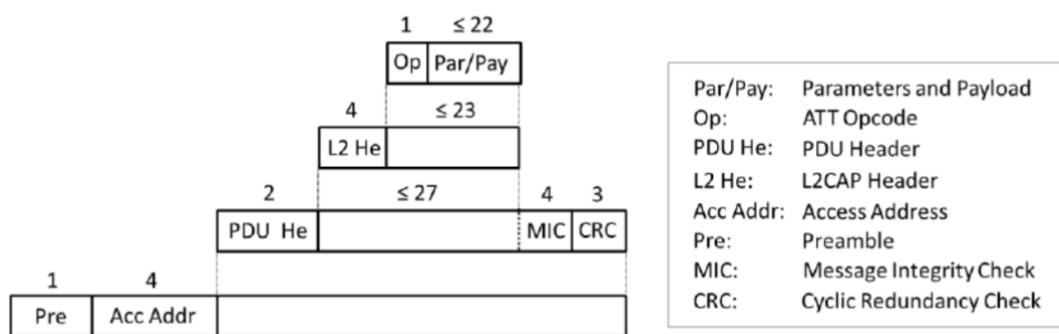 1 ≤ 22
Op Par/Pay
4 ≤ 23
L2 He
2 ≤ 27 4 3
PDU He MIC CRC
1 4
Pre Acc Addr
Par/Pay: Parameters and Payload
Op: ATT Opcode
PDU He: PDU Header
L2 He: L2CAP Header
Acc Addr: Access Address
Pre: Preamble
MIC: Message Integrity Check
CRC: Cyclic Redundancy Check